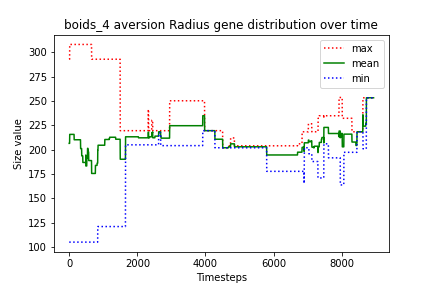 boids_4 aversion Radius gene distribution over time
max
mean
min
Size value
300
275
250
225
200
175
150
125
100
0
2000
4000
6000
8000
Timesteps